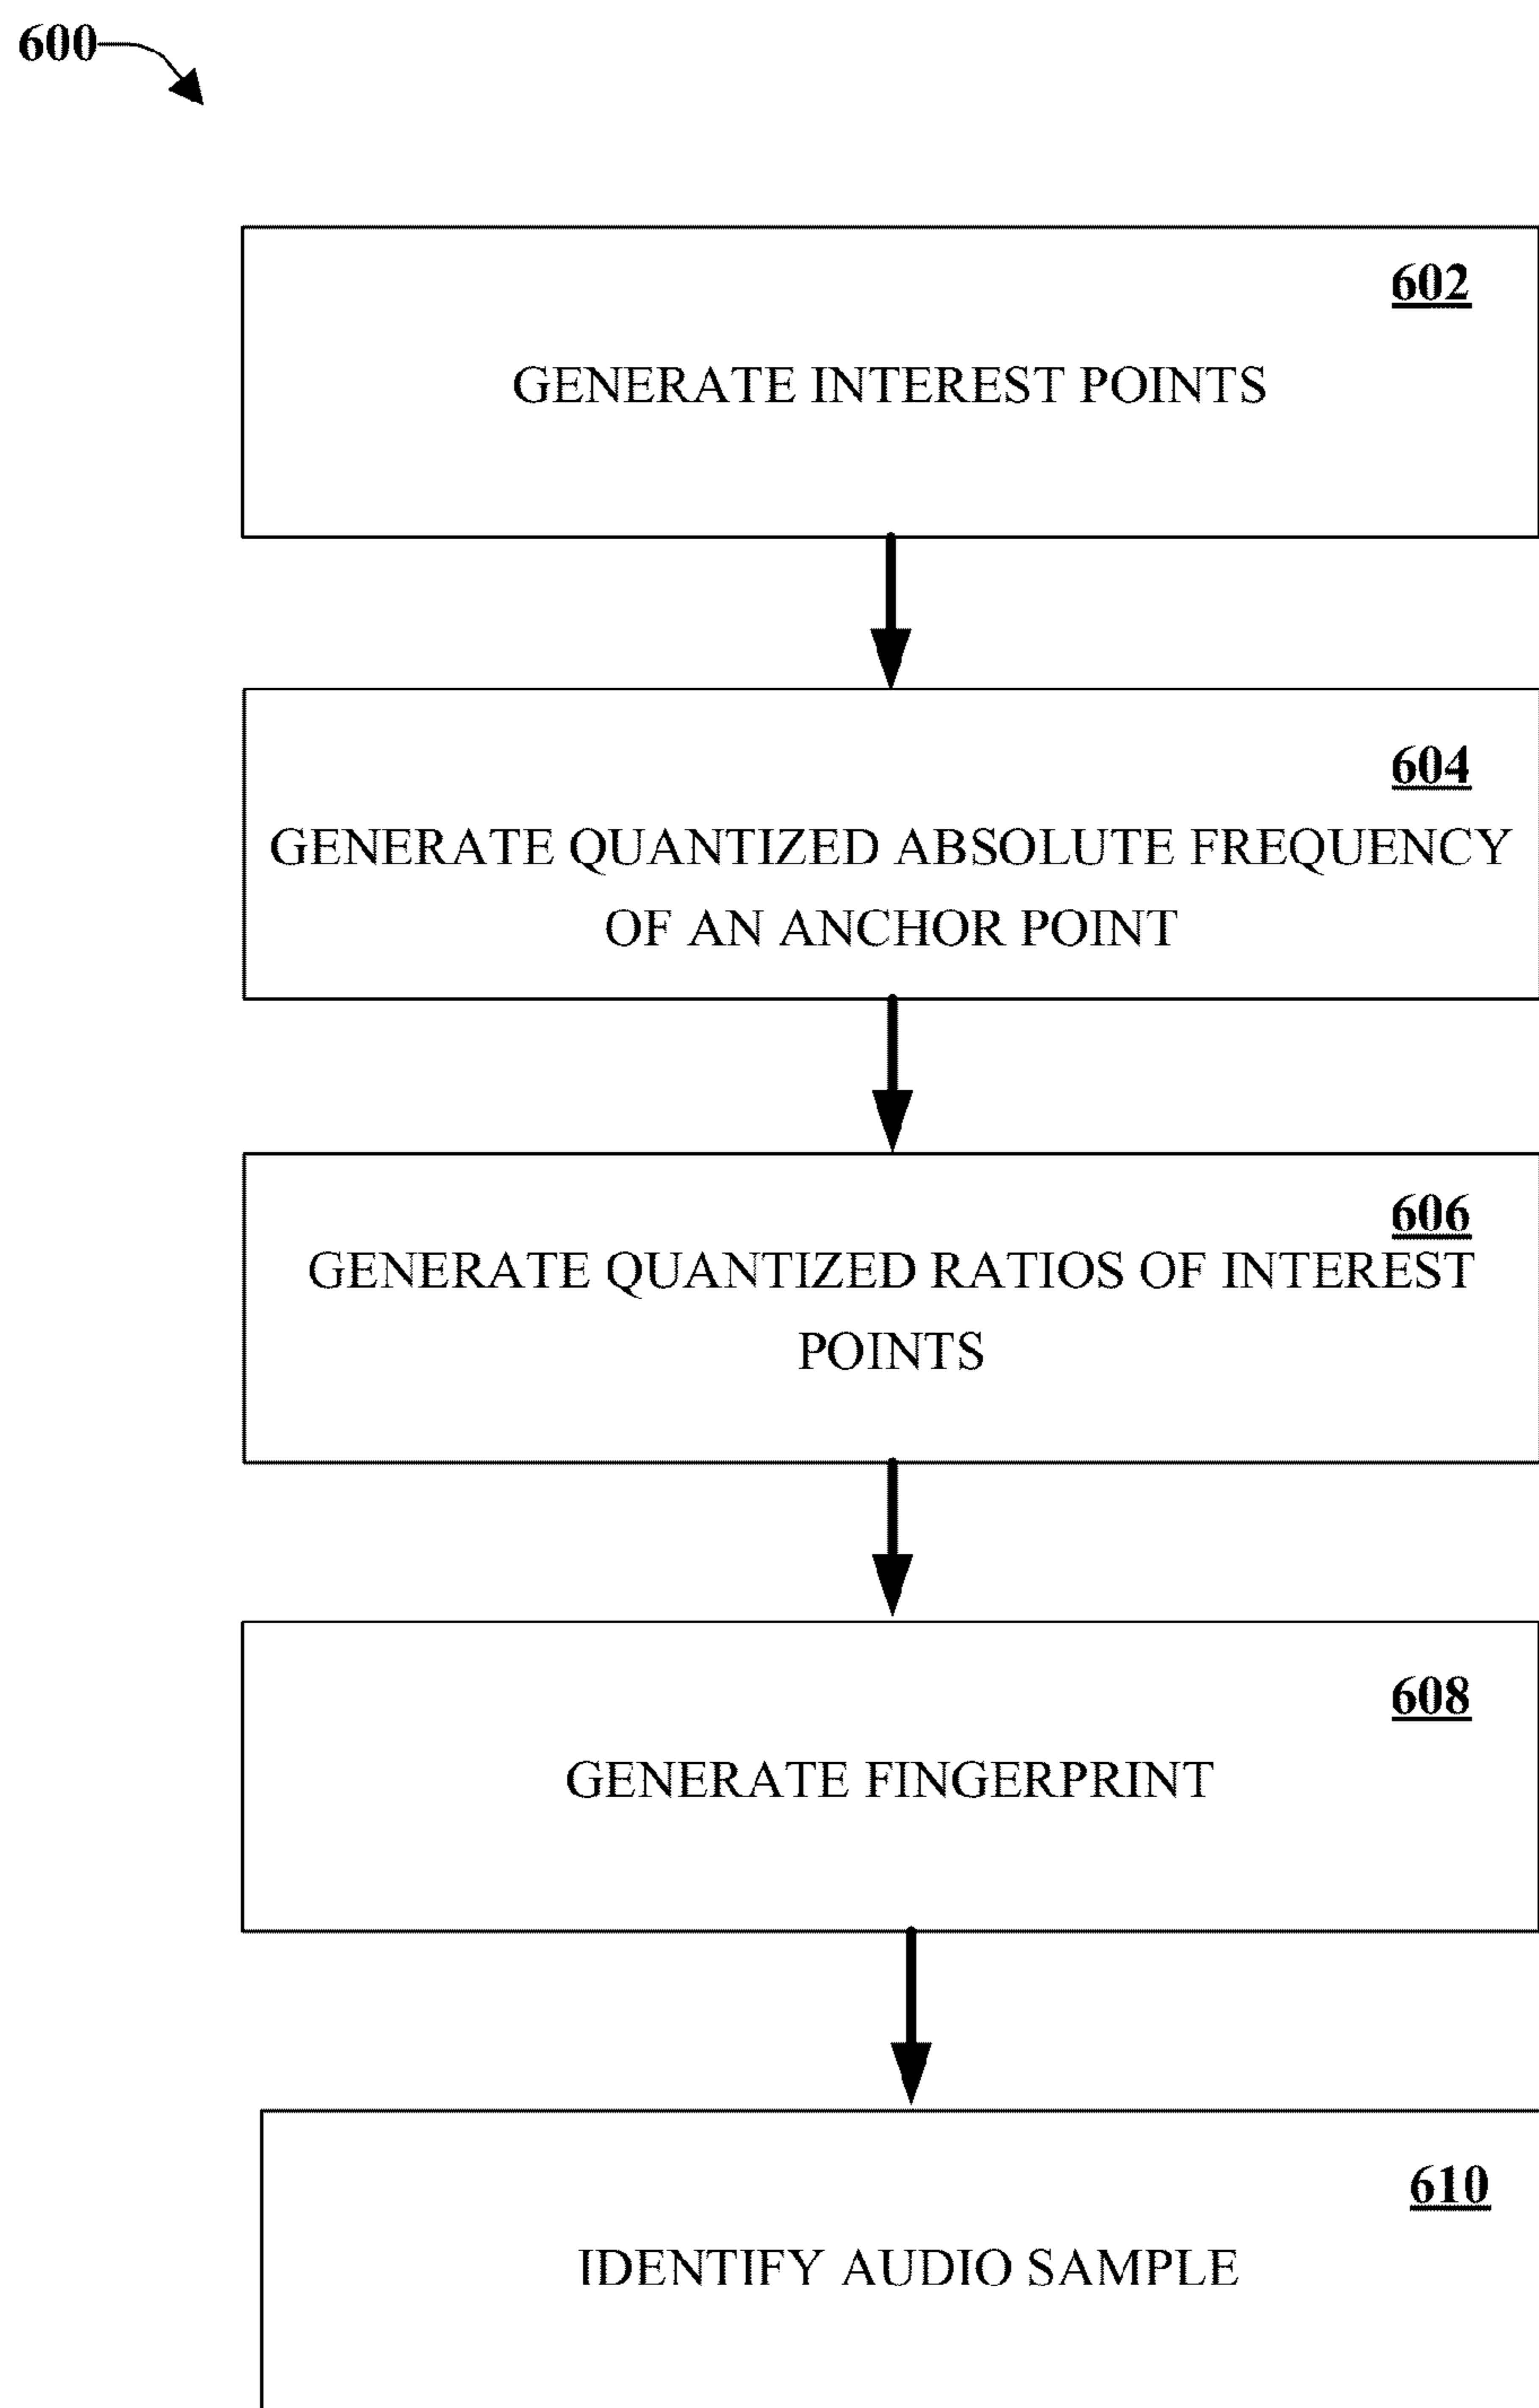 600
602
GENERATE INTEREST POINTS
604
GENERATE QUANTIZED ABSOLUTE FREQUENCY
OF AN ANCHOR POINT
606
GENERATE QUANTIZED RATIOS OF INTEREST
POINTS
608
GENERATE FINGERPRINT
610
IDENTIFY AUDIO SAMPLE